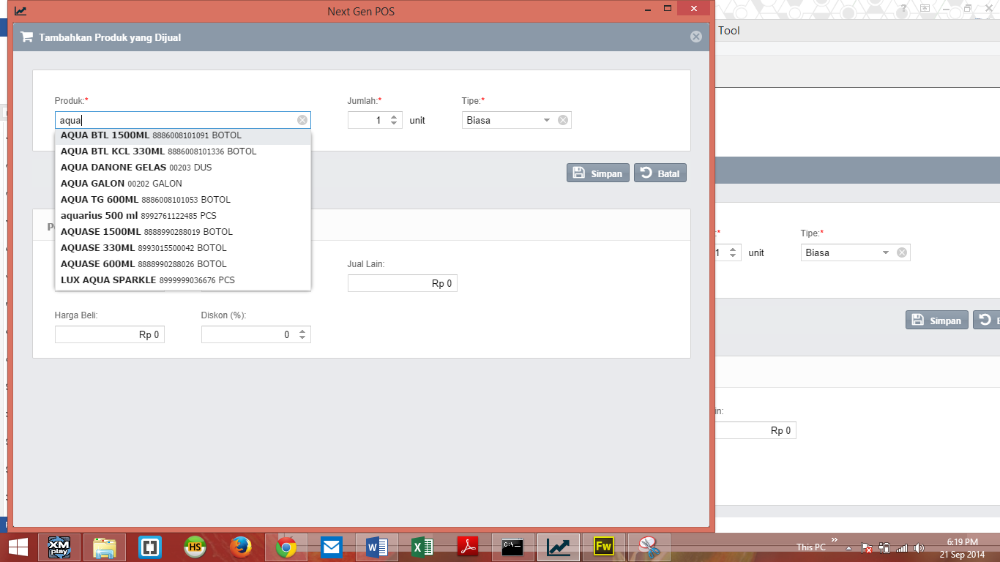 Next Gen POS
Tool
Tambahkan Produk yang Dijual
Produk:*
Jumlah:*
Tipe:*
aqua
1
unit
Biasa
AQUA BTL 1500ML 8886008101091 BOTOL
AQUA BTL KCL 330ML 8886008101336 BOTOL
AQUA DANONE GELAS 00203 DUS
AQUA GALON 00202 GALON
AQUA TG 600ML 8886008101053 BOTOL
aquarius 500 ml 8992761122485 PCS
AQUASE 1500ML 8888990288019 BOTOL
AQUASE 330ML 8993015500042 BOTOL
AQUASE 600ML 8888990288026 BOTOL
LUX AQUA SPARKLE 8999999036676 PCS
Simpan
Batal
Jual Lain:
Rp 0
Harga Beli:
Diskon (%):
Rp 0
0
:*
Tipe:*
1
unit
Biasa
Simpan
in:
Rp 0
XM
play
HS
Fw
C:\_
This PC
6:19 PM
21 Sep 2014